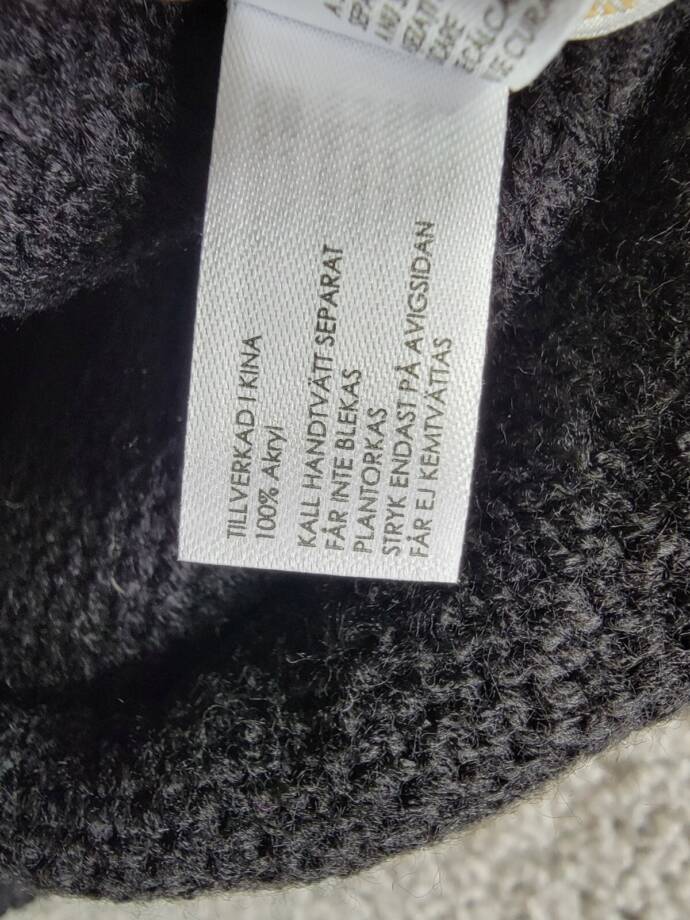 TILLVERKAD I KINA
100% Akryl
KALL HANDTVÄTT SEPARAT
FÅR INTE BLEKAS
PLANTORKAS
STRYK ENDAST PÅ AVIGSIDAN
FÅR EJ KEMTVÄTTAS